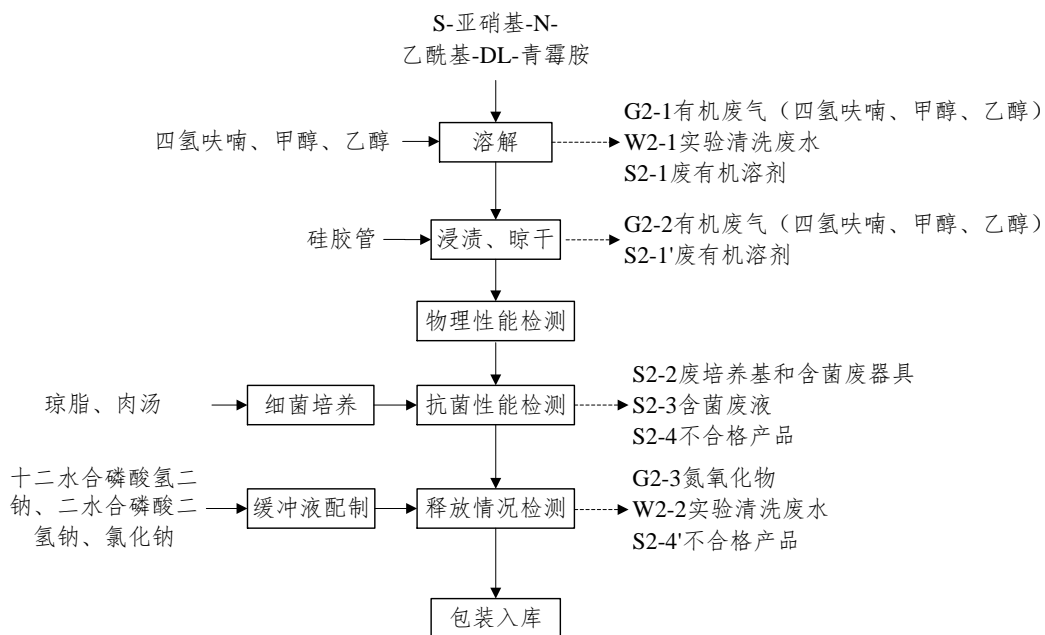 S-亚硝基-N-
乙酰基-DL-青霉胺
四氢呋喃、甲醇、乙醇
溶解
G2-1有机废气（四氢呋喃、甲醇、乙醇）
W2-1实验清洗废水
S2-1废有机溶剂
硅胶管
浸渍、晾干
G2-2有机废气（四氢呋喃、甲醇、乙醇）
S2-1'废有机溶剂
物理性能检测
琼脂、肉汤
细菌培养
抗菌性能检测
S2-2废培养基和含菌废器具
S2-3含菌废液
S2-4不合格产品
十二水合磷酸氢二
钠、二水合磷酸二
氢钠、氯化钠
缓冲液配制
释放情况检测
G2-3氮氧化物
W2-2实验清洗废水
S2-4'不合格产品
包装入库